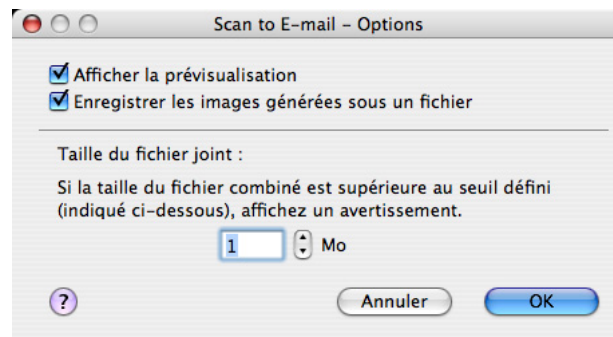 Scan to E-mail – Options
Afficher la prévisualisation
Enregistrer les images générées sous un fichier
Taille du fichier joint :
Si la taille du fichier combiné est supérieure au seuil défini
(indiqué ci-dessous), affichez un avertissement.
1 Mo
? Annuler OK